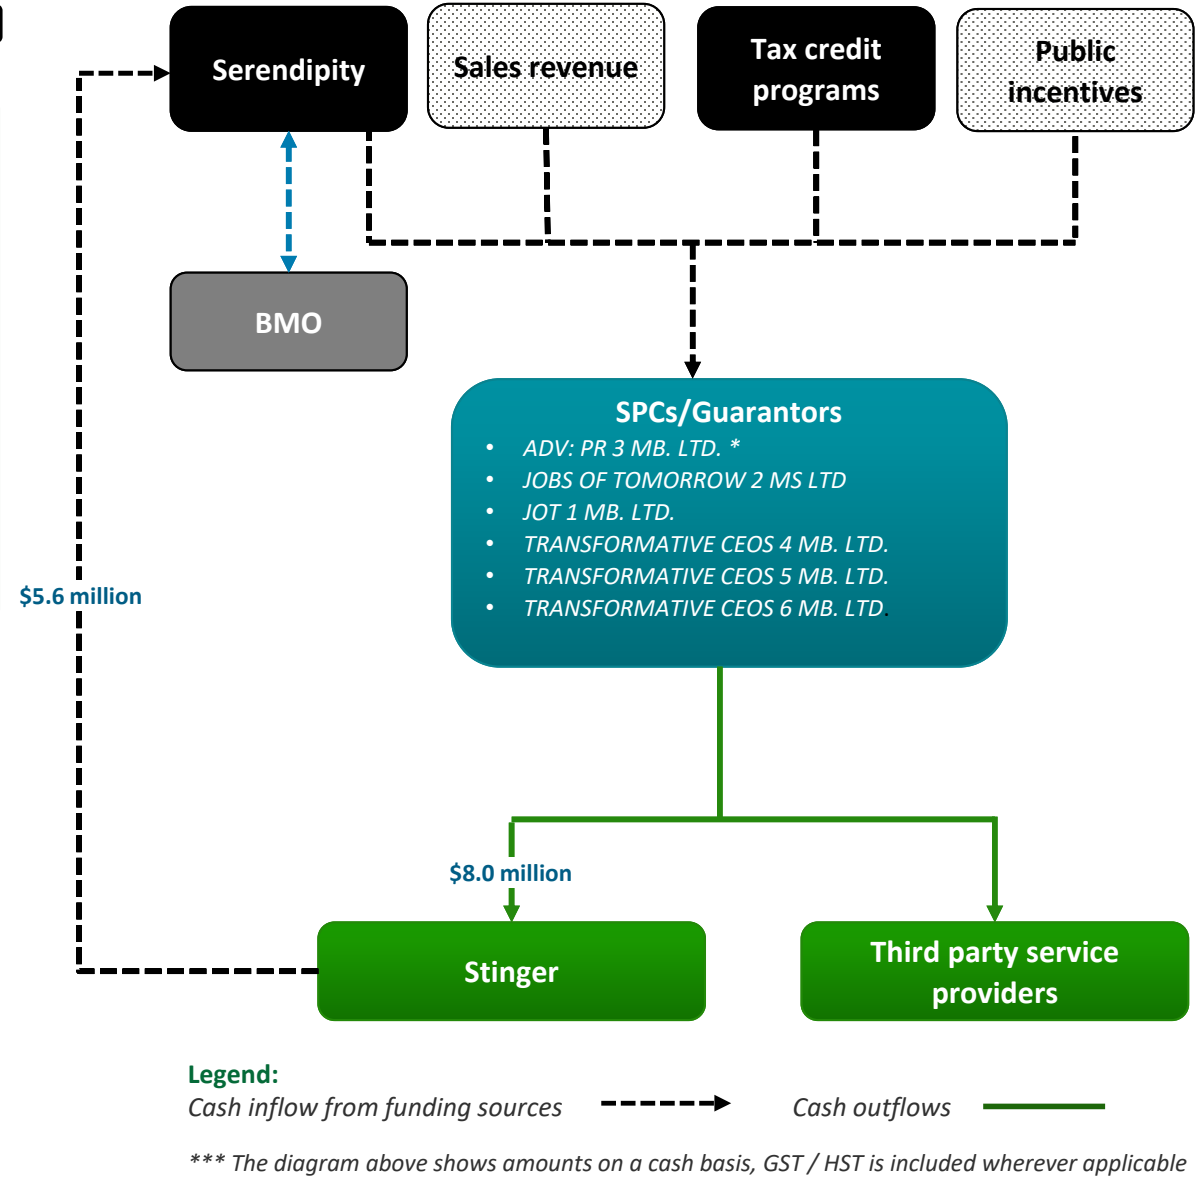 Serendipity
Sales revenue
Tax credit
programs
Public
incentives
BMO
SPCs/Guarantors
• ADV: PR 3 MB. LTD. *
• JOBS OF TOMORROW 2 MS LTD
• JOT 1 MB. LTD.
• TRANSFORMATIVE CEOS 4 MB. LTD.
• TRANSFORMATIVE CEOS 5 MB. LTD.
• TRANSFORMATIVE CEOS 6 MB. LTD.
$5.6 million
$8.0 million
Stinger
Third party service
providers
Legend:
Cash inflow from funding sources
Cash outflows
*** The diagram above shows amounts on a cash basis, GST / HST is included wherever applicable